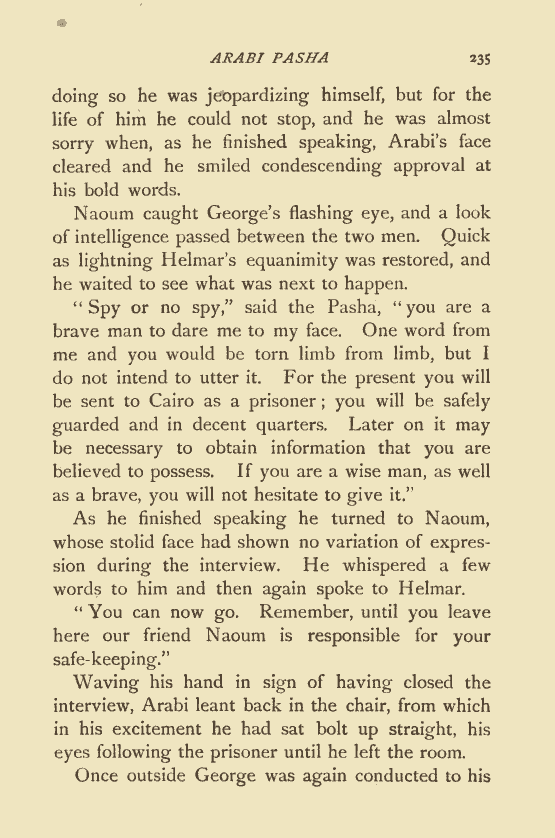 ARABI PASHA 235
doing so he was jeopardizing himself, but for the
life of him he could not stop, and he was almost
sorry when, as he finished speaking, Arabi's face
cleared and he smiled condescending approval at
his bold words.
Naoum caught George's flashing eye, and a look
of intelligence passed between the two men. Quick
as lightning Helmar's equanimity was restored, and
he waited to see what was next to happen.
“Spy or no spy,” said the Pasha, “you are a
brave man to dare me to my face. One word from
me and you would be torn limb from limb, but I
do not intend to utter it. For the present you will
be sent to Cairo as a prisoner; you will be safely
guarded and in decent quarters. Later on it may
be necessary to obtain information that you are
believed to possess. If you are a wise man, as well
as a brave, you will not hesitate to give it.”
As he finished speaking he turned to Naoum,
whose stolid face had shown no variation of expres-
sion during the interview. He whispered a few
words to him and then again spoke to Helmar.
“You can now go. Remember, until you leave
here our friend Naoum is responsible for your
safe-keeping.”
Waving his hand in sign of having closed the
interview, Arabi leant back in the chair, from which
in his excitement he had sat bolt up straight, his
eyes following the prisoner until he left the room.
Once outside George was again conducted to his